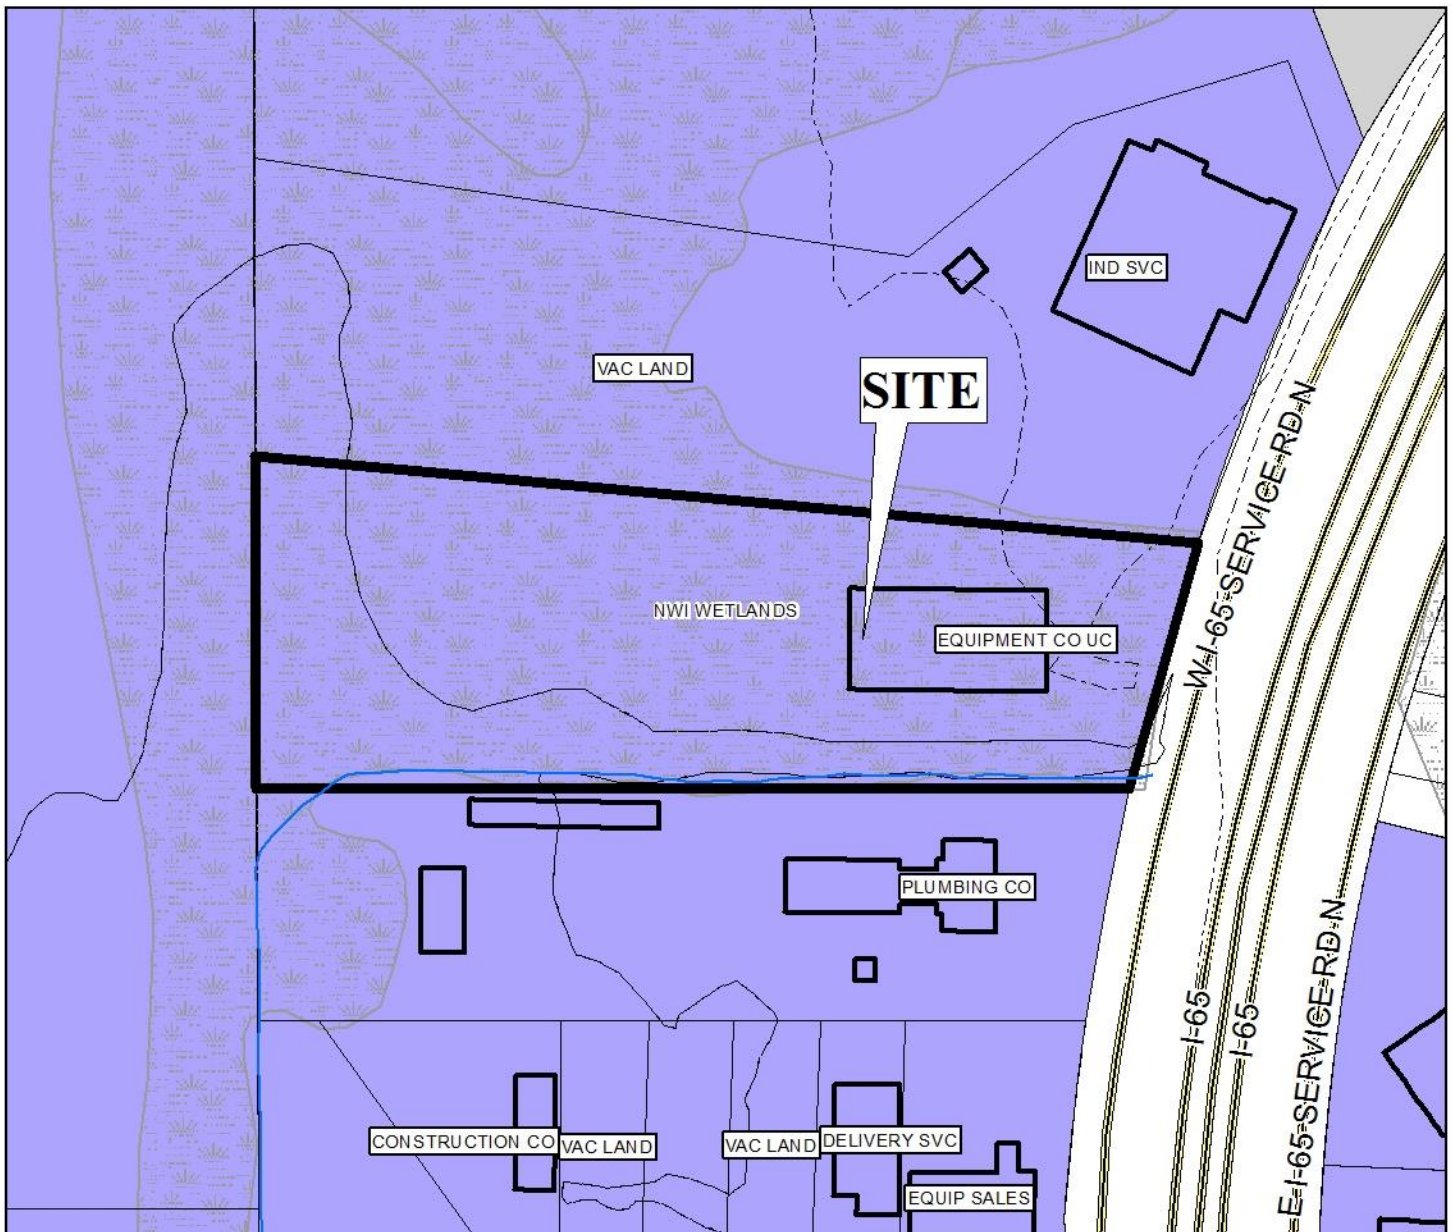 IND SVC
VAC LAND
SITE
W-I-65-SERVICE-RD-N
NWI WETLANDS
EQUIPMENT CO UC
PLUMBING CO
I-65
I-65
E-I-65-SERVICE-RD-N
CONSTRUCTION CO
VAC LAND
VAC LAND
DELIVERY SVC
EQUIP SALES